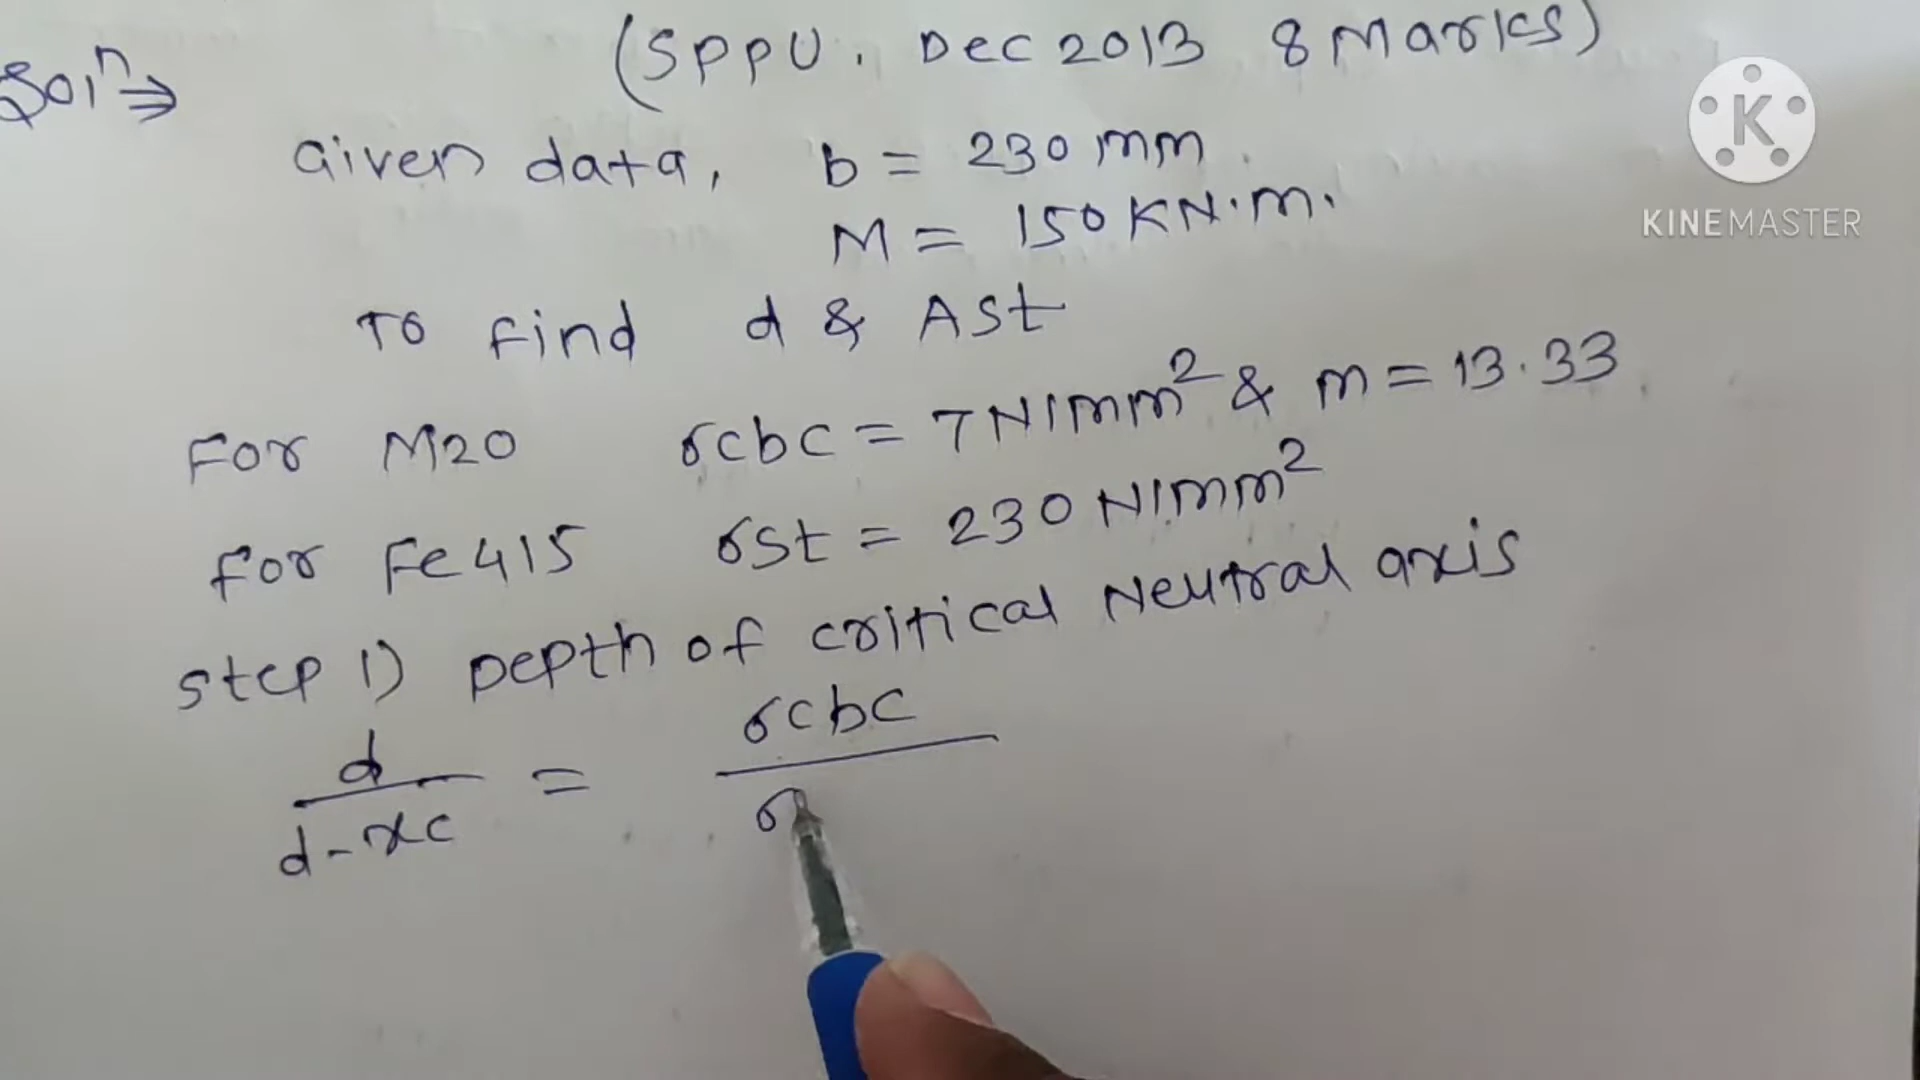 (SPPU. Dec 2013 8 Marks)
Solⁿ ⇒
Given data, b = 230 mm.
M = 150 KN.m.
To find d & Ast
For M20 σcbc = 7 N/mm² & m = 13.33
for Fe415 σst = 230 N/mm²
step 1) Depth of critical Neutral axis
d / d-xc = σcbc / σ
K
KINEMASTER